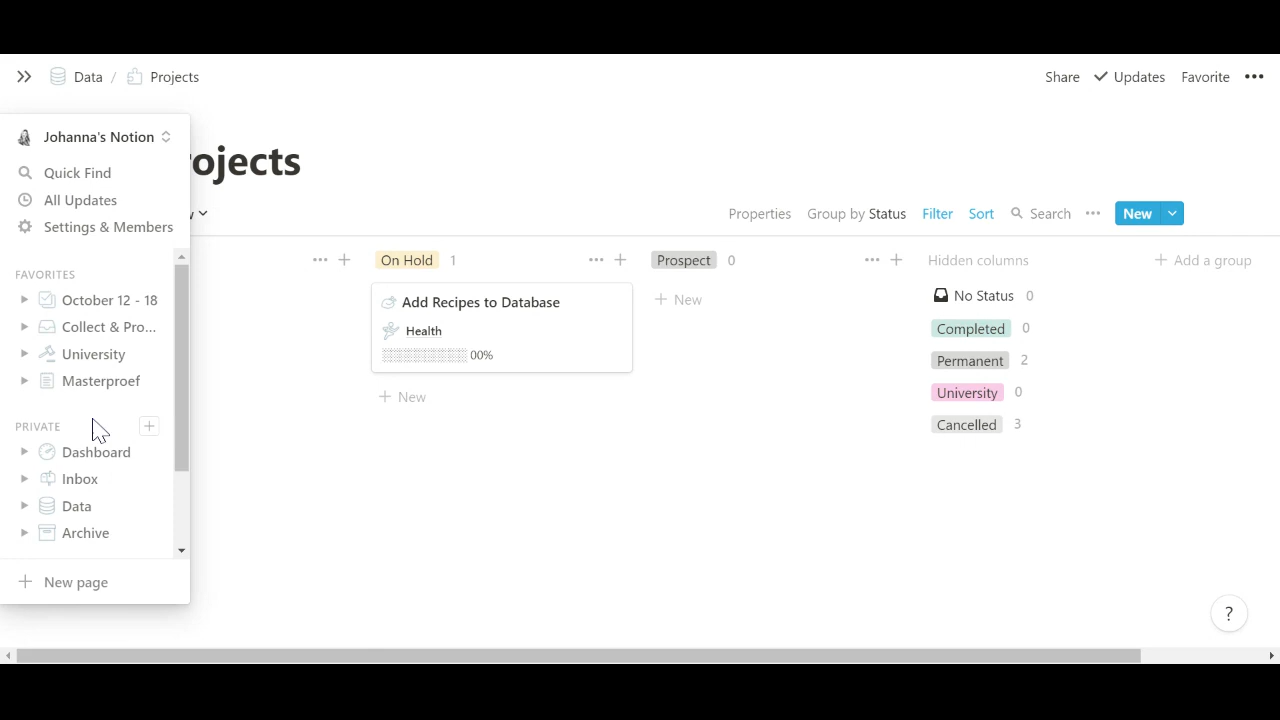 Data / Projects
Share Updates Favorite
Johanna's Notion
rojects
Quick Find
All Updates
Settings & Members
Properties Group by Status Filter Sort Search New
FAVORITES
October 12 - 18
Collect & Pro...
University
Masterproef
PRIVATE
Dashboard
Inbox
Data
Archive
New page
On Hold 1
Add Recipes to Database
Health
00%
New
Prospect 0
New
Hidden columns
No Status 0
Completed 0
Permanent 2
University 0
Cancelled 3
Add a group
?